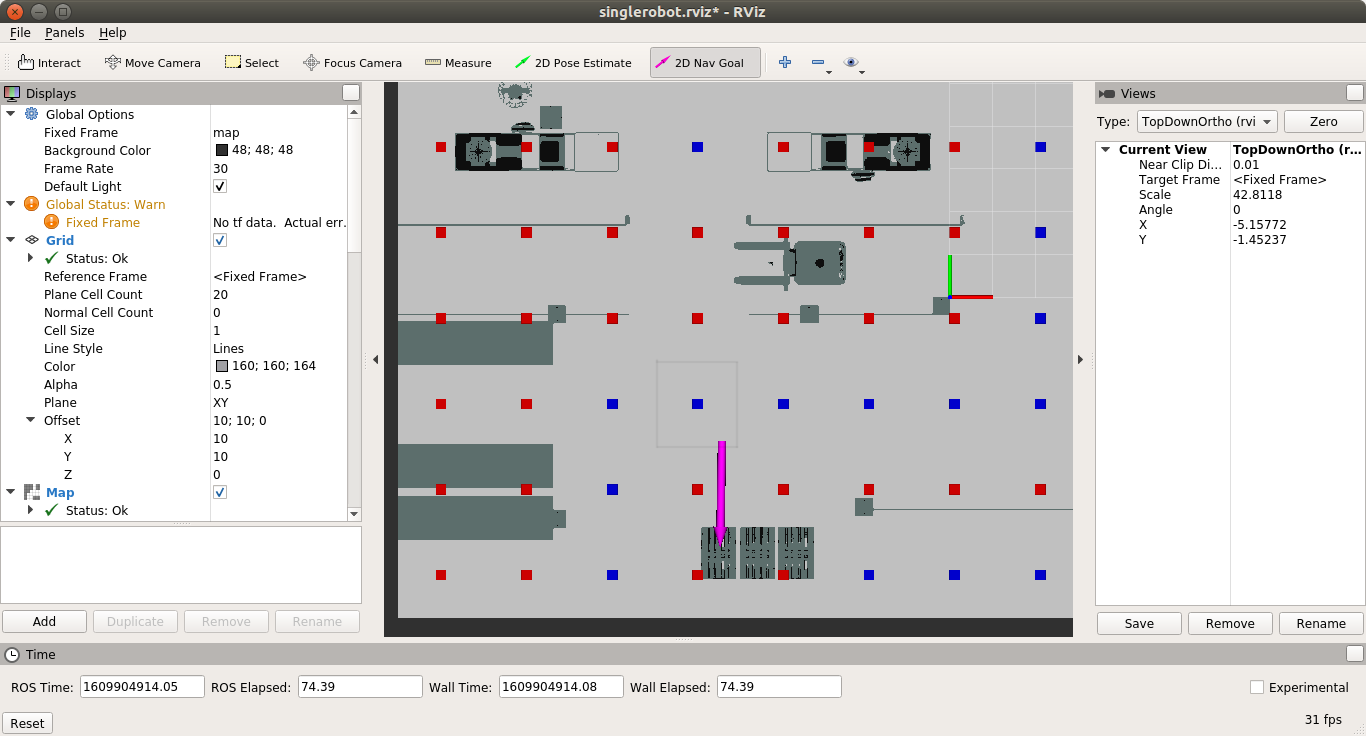 singlerobot.rviz* - RViz
File Panels Help
Interact Move Camera Select Focus Camera Measure 2D Pose Estimate 2D Nav Goal
Displays
Global Options
Fixed Frame map
Background Color 48; 48; 48
Frame Rate 30
Default Light
Global Status: Warn
Fixed Frame No tf data. Actual err.
Grid
Status: Ok
Reference Frame <Fixed Frame>
Plane Cell Count 20
Normal Cell Count 0
Cell Size 1
Line Style Lines
Color 160; 160; 164
Alpha 0.5
Plane XY
Offset 10; 10; 0
X 10
Y 10
Z 0
Map
Status: Ok
Add Duplicate Remove Rename
Views
Type: TopDownOrtho (rvi Zero
Current View TopDownOrtho (r...
Near Clip Di... 0.01
Target Frame <Fixed Frame>
Scale 42.8118
Angle 0
X -5.15772
Y -1.45237
Save Remove Rename
Time
ROS Time: 1609904914.05 ROS Elapsed: 74.39 Wall Time: 1609904914.08 Wall Elapsed: 74.39 Experimental
Reset 31 fps